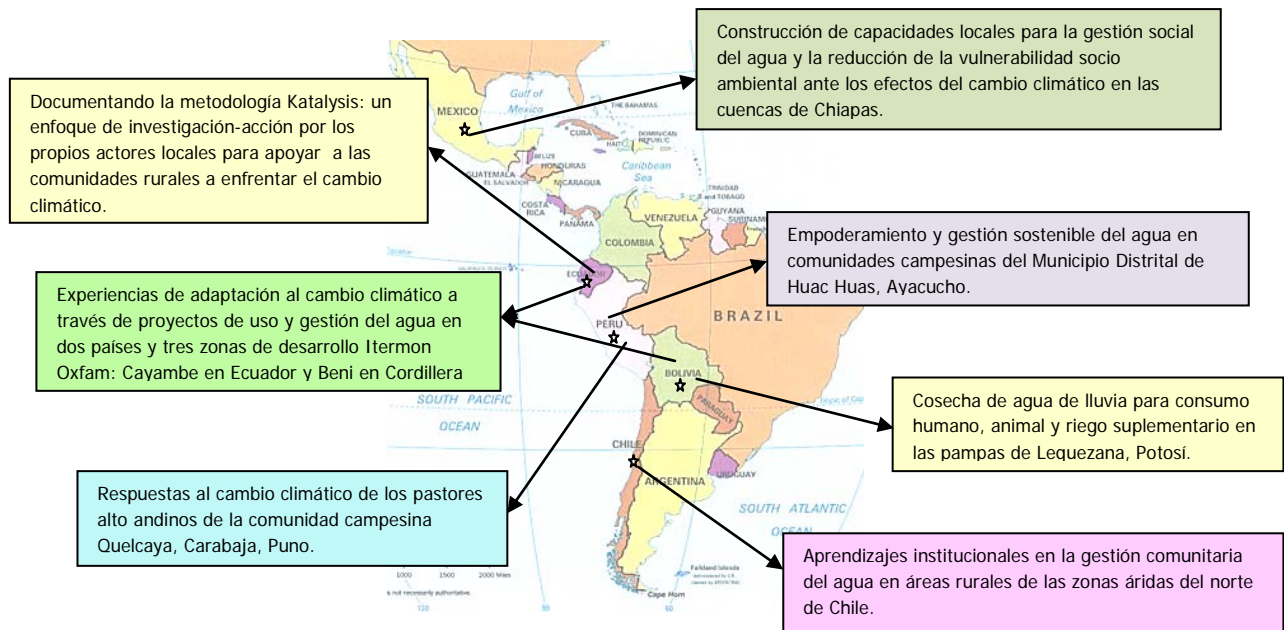 Construcción de capacidades locales para la gestión social
del agua y la reducción de la vulnerabilidad socio
ambiental ante los efectos del cambio climático en las
cuencas de Chiapas.
Documentando la metodología Katalysis: un
enfoque de investigación-acción por los
propios actores locales para apoyar a las
comunidades rurales a enfrentar el cambio
climático.
MEXICO
Gulf of
Mexico
THE BAHAMAS
CUBA
HAITI
DOMINICAN
REPUBLIC
BELIZE
HONDURAS
GUATEMALA
EL SALVADOR
NICARAGUA
Caribbean
Sea
COSTA
RICA
PANAMA
TRINIDAD
and TOBAGO
VENEZUELA
GUYANA
SURINAME
COLOMBIA
ECUADOR
Empoderamiento y gestión sostenible del agua en
comunidades campesinas del Municipio Distrital de
Huac Huas, Ayacucho.
Experiencias de adaptación al cambio climático a
través de proyectos de uso y gestión del agua en
dos países y tres zonas de desarrollo Itermon
Oxfam: Cayambe en Ecuador y Beni en Cordillera
PERU
BRAZIL
BOLIVIA
PARAGUAY
SOUTH PACIFIC
OCEAN
CHILE
ARGENTINA
URUGUAY
Cosecha de agua de lluvia para consumo
humano, animal y riego suplementario en
las pampas de Lequezana, Potosí.
Respuestas al cambio climático de los pastores
alto andinos de la comunidad campesina
Quelcaya, Carabaja, Puno.
SOUTH ATLANTIC
OCEAN
Aprendizajes institucionales en la gestión comunitaria
del agua en áreas rurales de las zonas áridas del norte
de Chile.
Falkland Islands
1000 1500 2000 Miles
is not necessarily authoritative.
Cape Horn
120 90 60